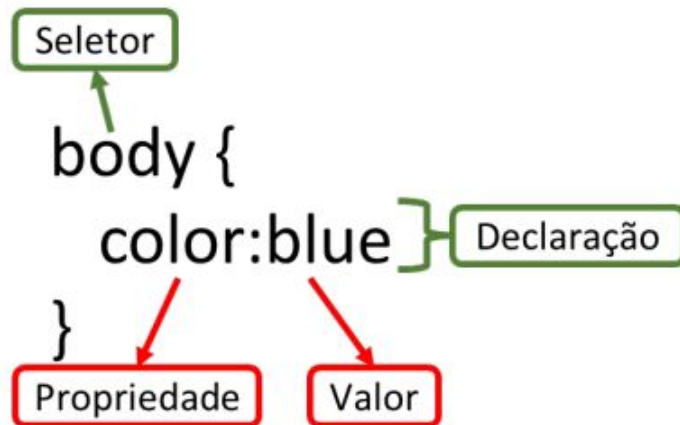 Seletor
body {
color:blue
Declaração
}
Propriedade
Valor